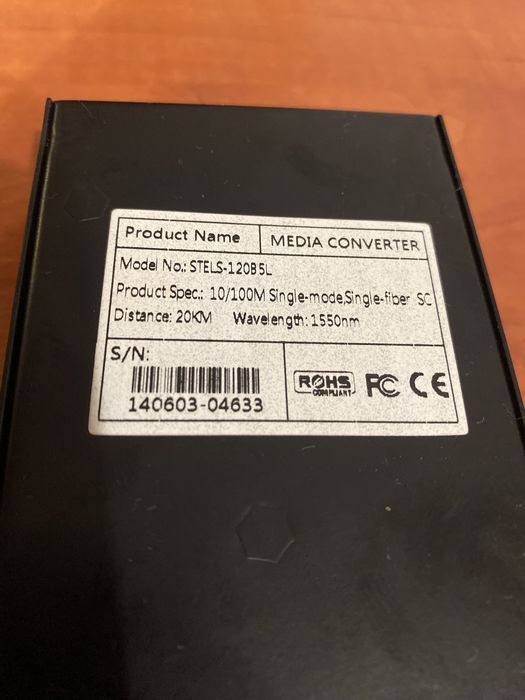 Product Name MEDIA CONVERTER
Model No.: STELS-120B5L
Product Spec.: 10/100M Single-mode,Single-fiber SC
Distance: 20KM Wavelength: 1550nm
S/N:
140603-04633
ROHS
COMPLIANT
FC CE